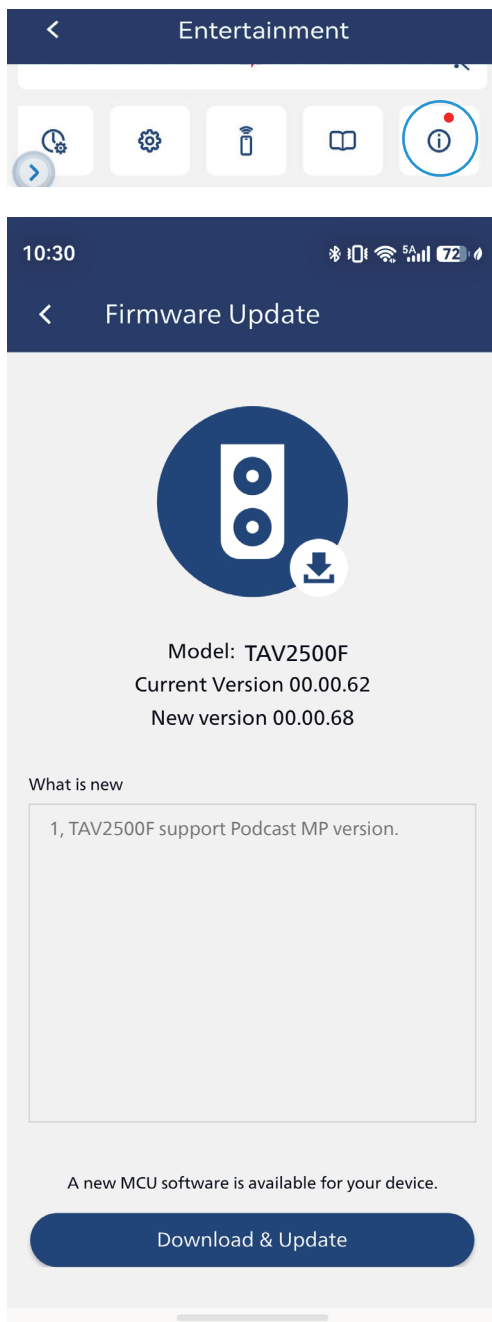 Entertainment
10:30
5A
72
Firmware Update
Model: TAV2500F
Current Version 00.00.62
New version 00.00.68
What is new
1, TAV2500F support Podcast MP version.
A new MCU software is available for your device.
Download & Update